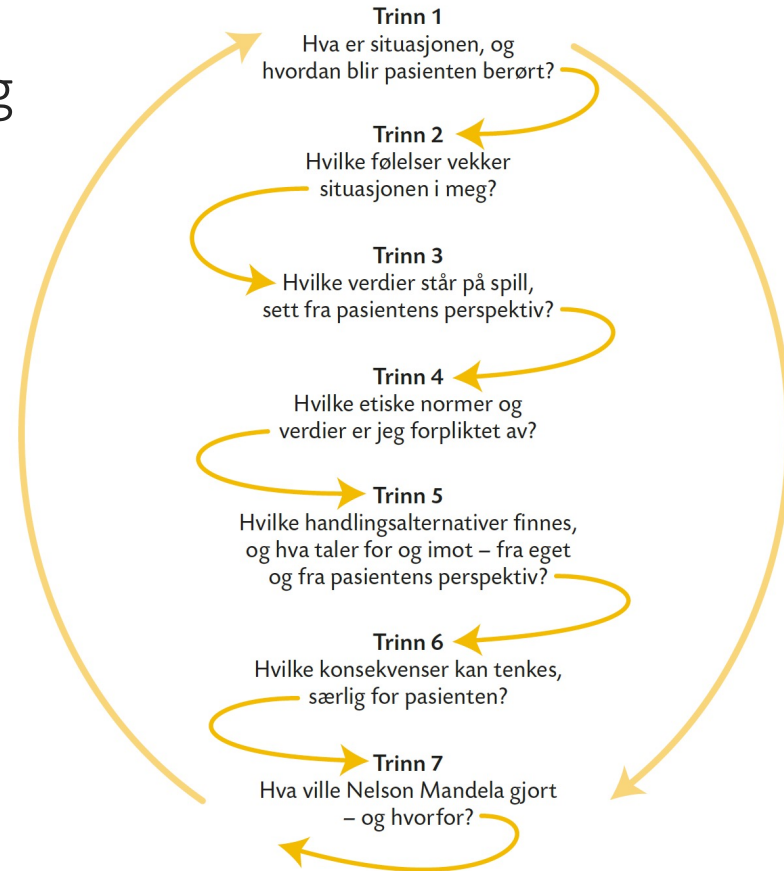 g
Trinn 1
Hva er situasjonen, og
hvordan blir pasienten berørt?
Trinn 2
Hvilke følelser vekker
situasjonen i meg?
Trinn 3
Hvilke verdier står på spill,
sett fra pasientens perspektiv?
Trinn 4
Hvilke etiske normer og
verdier er jeg forpliktet av?
Trinn 5
Hvilke handlingsalternativer finnes,
og hva taler for og imot – fra eget
og fra pasientens perspektiv?
Trinn 6
Hvilke konsekvenser kan tenkes,
særlig for pasienten?
Trinn 7
Hva ville Nelson Mandela gjort
– og hvorfor?